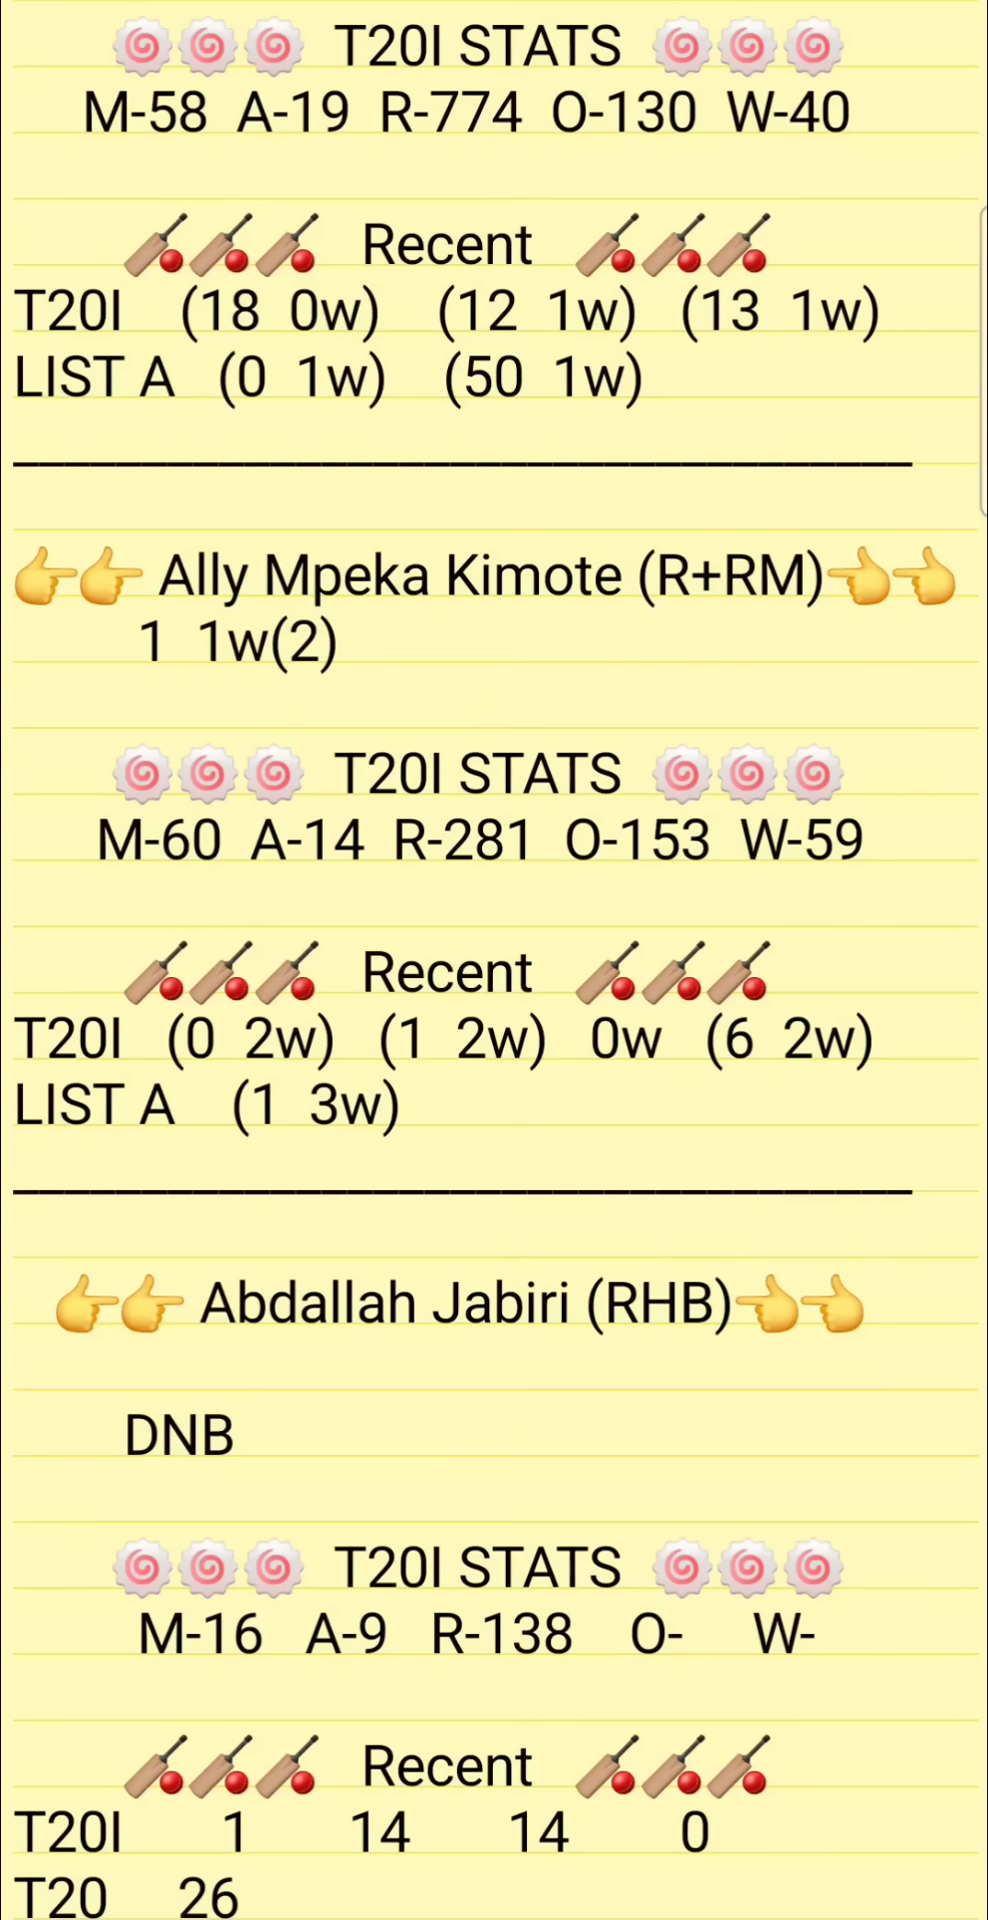 🍥🍥🍥 T20I STATS 🍥🍥🍥
M-58 A-19 R-774 O-130 W-40
🏏🏏🏏 Recent 🏏🏏🏏
T20I (18 0w) (12 1w) (13 1w)
LIST A (0 1w) (50 1w)
___________________________________
👉👉 Ally Mpeka Kimote (R+RM)👈👈
1 1w(2)
🍥🍥🍥 T20I STATS 🍥🍥🍥
M-60 A-14 R-281 O-153 W-59
🏏🏏🏏 Recent 🏏🏏🏏
T20I (0 2w) (1 2w) 0w (6 2w)
LIST A (1 3w)
___________________________________
👉👉 Abdallah Jabiri (RHB)👈👈
DNB
🍥🍥🍥 T20I STATS 🍥🍥🍥
M-16 A-9 R-138 O- W-
🏏🏏🏏 Recent 🏏🏏🏏
T20I 1 14 14 0
T20 26